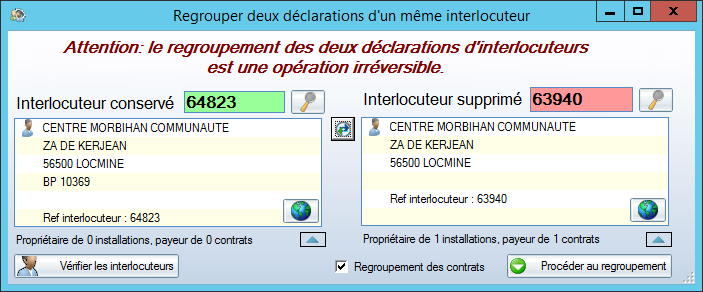 Regrouper deux déclarations d'un même interlocuteur
Attention: le regroupement des deux déclarations d'interlocuteurs
est une opération irréversible.
Interlocuteur conservé 64823
CENTRE MORBIHAN COMMUNAUTE
ZA DE KERJEAN
56500 LOCMINE
BP 10369
Ref interlocuteur : 64823
Propriétaire de 0 installations, payeur de 0 contrats
Interlocuteur supprimé 63940
CENTRE MORBIHAN COMMUNAUTE
ZA DE KERJEAN
56500 LOCMINE
Ref interlocuteur : 63940
Propriétaire de 1 installations, payeur de 1 contrats
Vérifier les interlocuteurs
Regroupement des contrats
Procéder au regroupement